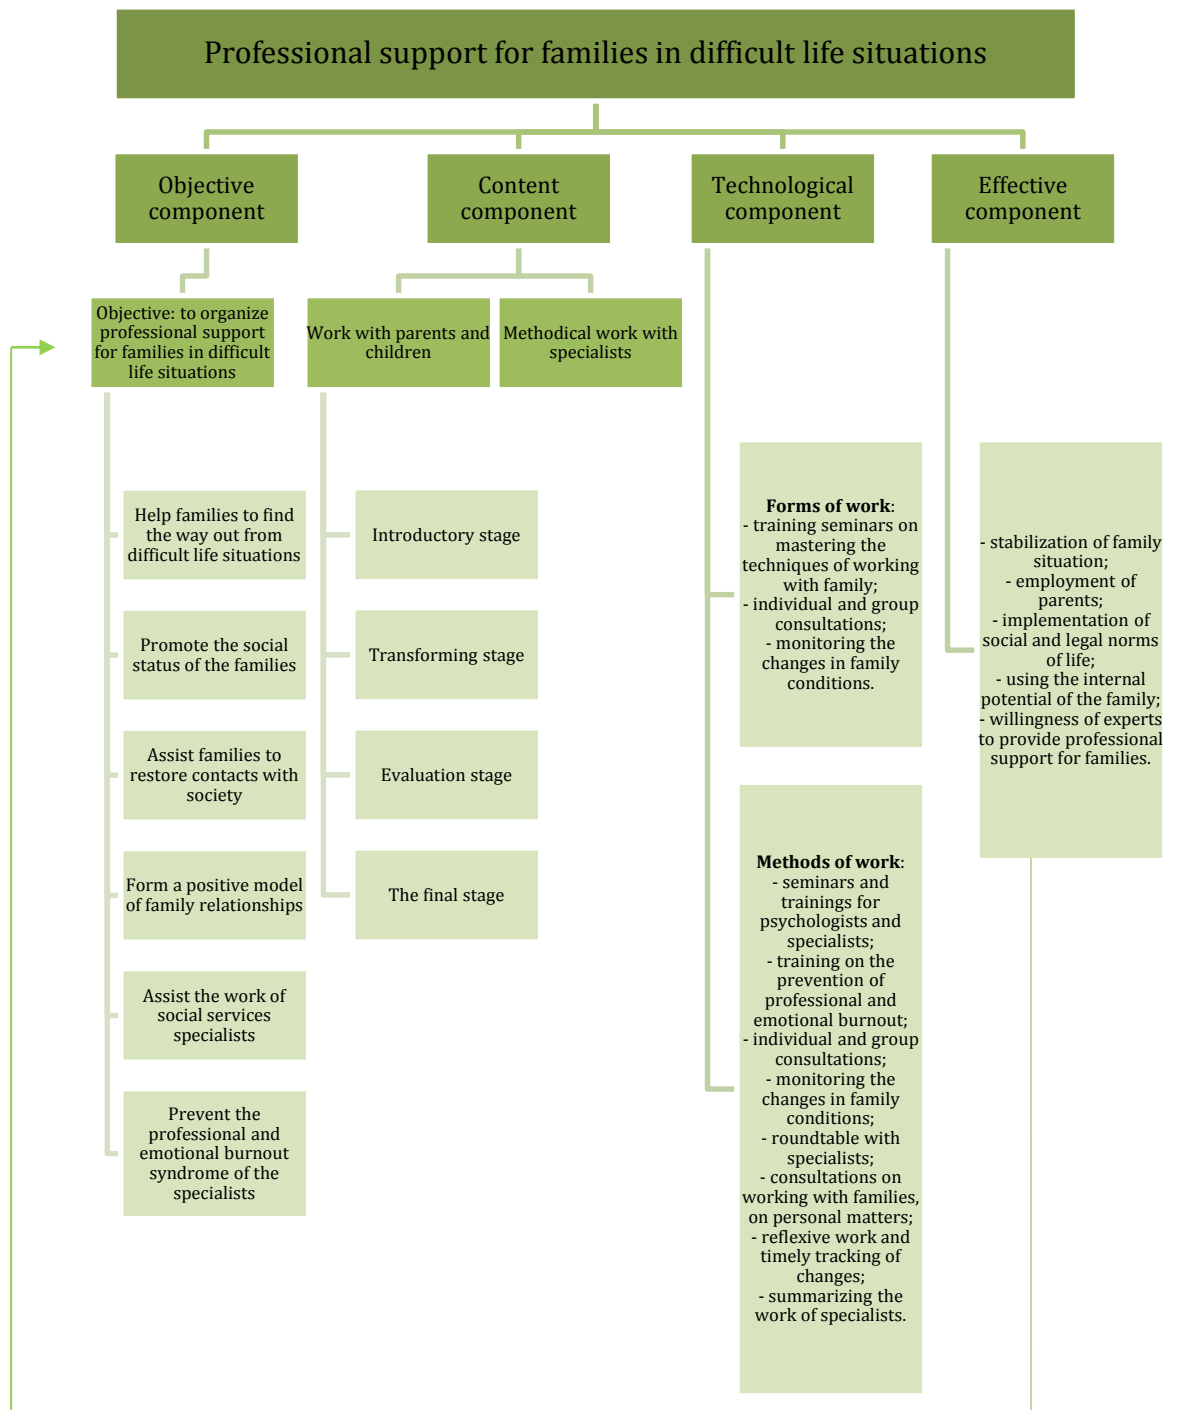 Professional support for families in difficult life situations
Objective
component
Content
component
Technological
component
Effective
component
Objective: to organize
professional support
for families in difficult
life situations
Work with parents and
children
Methodical work with
specialists
Help families to find
the way out from
difficult life situations
Promote the social
status of the families
Assist families to
restore contacts with
society
Form a positive model
of family relationships
Assist the work of
social services
specialists
Prevent the
professional and
emotional burnout
syndrome of the
specialists
Introductory stage
Transforming stage
Evaluation stage
The final stage
Forms of work:
- training seminars on
mastering the
techniques of working
with family;
- individual and group
consultations;
- monitoring the
changes in family
conditions.
Methods of work:
- seminars and
trainings for
psychologists and
specialists;
- training on the
prevention of
professional and
emotional burnout;
- individual and group
consultations;
- monitoring the
changes in family
conditions;
- roundtable with
specialists;
- consultations on
working with families,
on personal matters;
- reflexive work and
timely tracking of
changes;
- summarizing the
work of specialists.
- stabilization of family
situation;
- employment of
parents;
- implementation of
social and legal norms
of life;
- using the internal
potential of the family;
- willingness of experts
to provide professional
support for families.